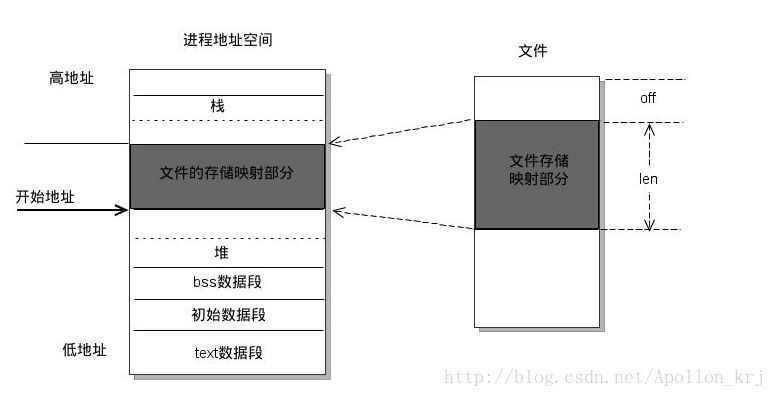 进程地址空间
文件
高地址
栈
off
文件的存储映射部分
文件存储
映射部分
len
开始地址
堆
bss数据段
初始数据段
低地址
text数据段
http://blog.csdn.net/Apollon_krj